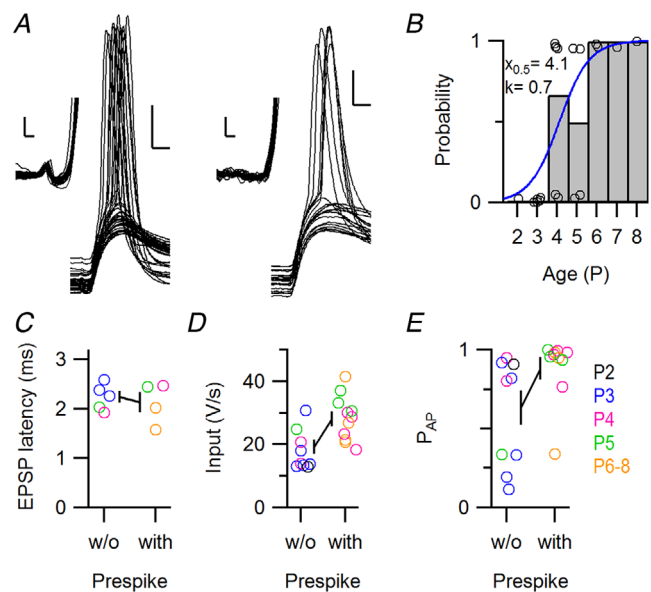 A
B
1
0
Probability
x0.5= 4.1
k= 0.7
2 3 4 5 6 7 8
Age (P)
C
3
2
1
0
EPSP latency (ms)
w/o with
Prespike
D
40
20
0
Input (V/s)
w/o with
Prespike
E
1
0
PAP
w/o with
Prespike
P2
P3
P4
P5
P6-8